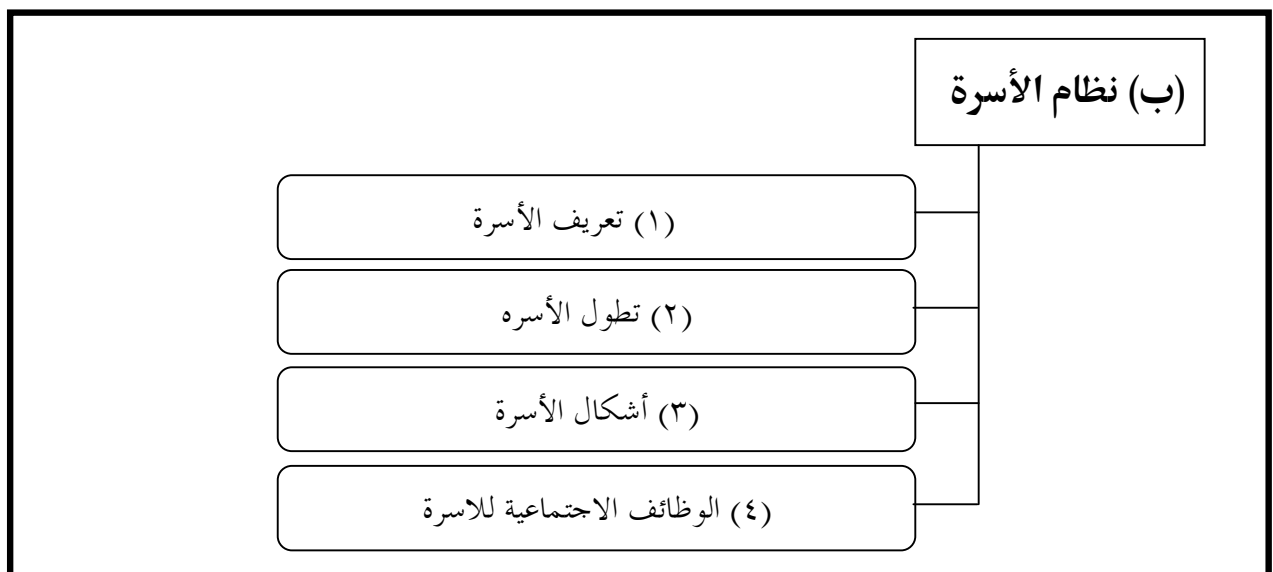 (ب) نظام الأسرة
(١) تعريف الأسرة
(٢) تطول الأسره
(٣) أشكال الأسرة
(٤) الوظائف الاجتماعية للاسرة